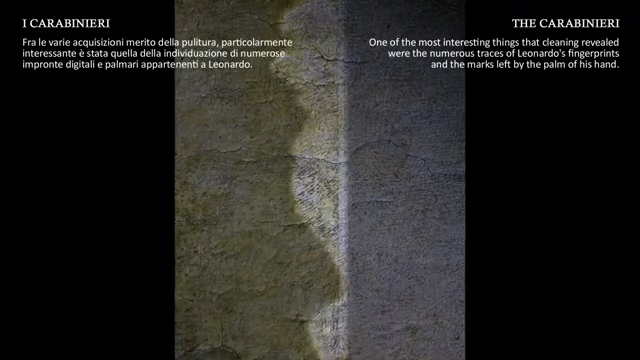 I CARABINIERI
Fra le varie acquisizioni merito della pulitura, particolarmente
interessante è stata quella della individuazione di numerose
impronte digitali e palmari appartenenti a Leonardo.
THE CARABINIERI
One of the most interesting things that cleaning revealed
were the numerous traces of Leonardo's fingerprints
and the marks left by the palm of his hand.